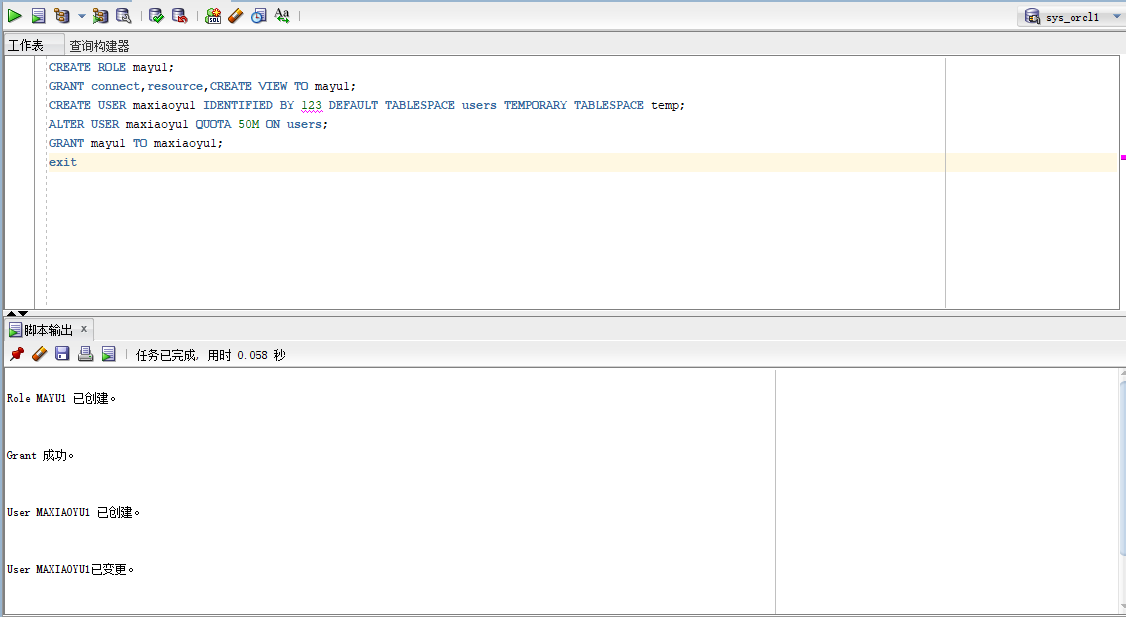 sys_orcl1
工作表
查询构建器
CREATE ROLE mayu1;
GRANT connect,resource,CREATE VIEW TO mayu1;
CREATE USER maxiaoyu1 IDENTIFIED BY 123 DEFAULT TABLESPACE users TEMPORARY TABLESPACE temp;
ALTER USER maxiaoyu1 QUOTA 50M ON users;
GRANT mayu1 TO maxiaoyu1;
exit
脚本输出 x
任务已完成, 用时 0.058 秒
Role MAYU1 已创建。
Grant 成功。
User MAXIAOYU1 已创建。
User MAXIAOYU1已变更。